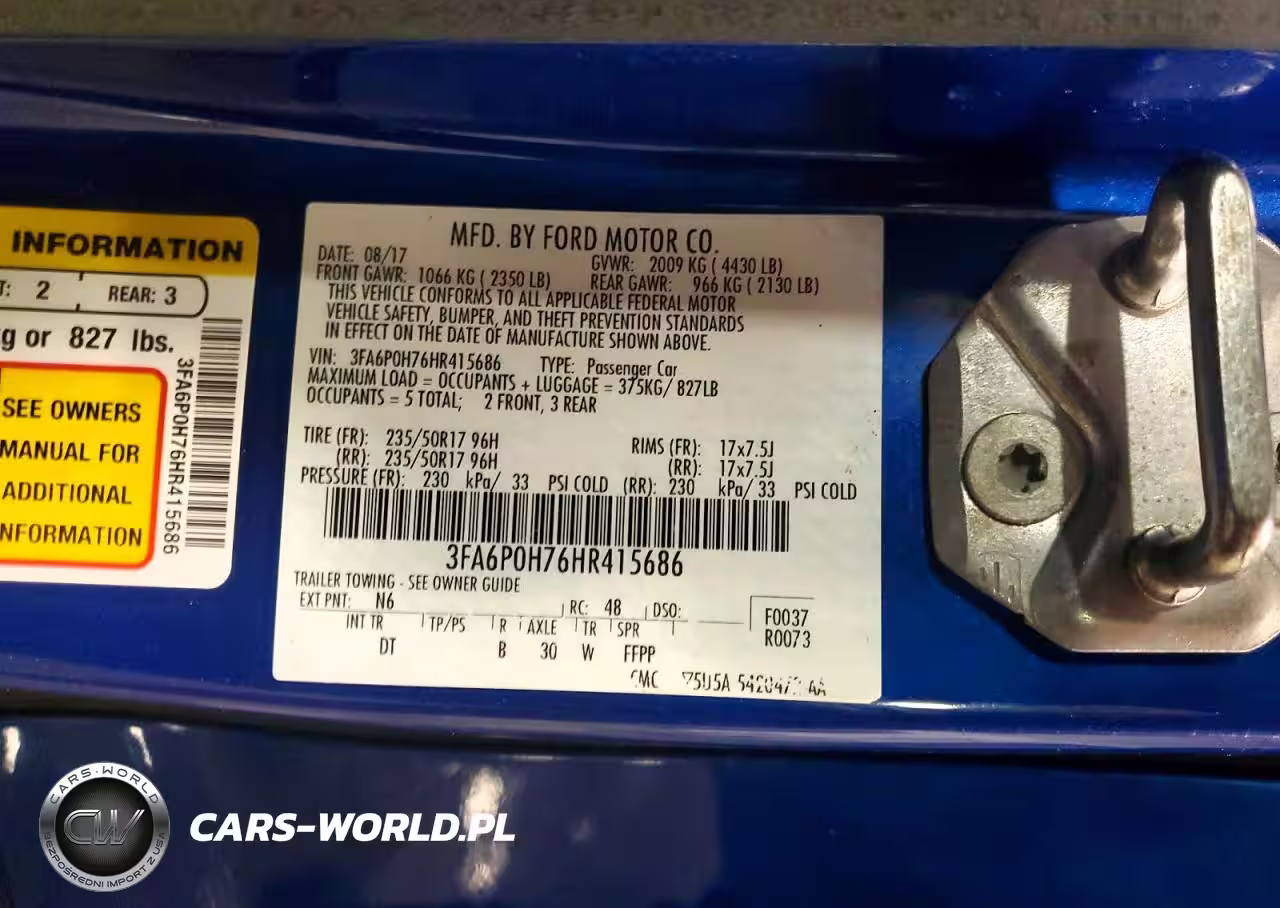 INFORMATION
T: 2 REAR: 3
g or 827 lbs.
SEE OWNERS
MANUAL FOR
ADDITIONAL
NFORMATION
3FA6P0H76HR415686
MFD. BY FORD MOTOR CO.
DATE: 08/17 GVWR: 2009 KG ( 4430 LB)
FRONT GAWR: 1066 KG ( 2350 LB) REAR GAWR: 966 KG ( 2130 LB)
THIS VEHICLE CONFORMS TO ALL APPLICABLE FEDERAL MOTOR
VEHICLE SAFETY, BUMPER, AND THEFT PREVENTION STANDARDS
IN EFFECT ON THE DATE OF MANUFACTURE SHOWN ABOVE.
VIN: 3FA6P0H76HR415686 TYPE: Passenger Car
MAXIMUM LOAD = OCCUPANTS + LUGGAGE = 375KG/ 827LB
OCCUPANTS = 5 TOTAL; 2 FRONT, 3 REAR
TIRE (FR): 235/50R17 96H RIMS (FR): 17x7.5J
(RR): 235/50R17 96H (RR): 17x7.5J
PRESSURE (FR): 230 kPa/ 33 PSI COLD (RR): 230 kPa/ 33 PSI COLD
3FA6P0H76HR415686
TRAILER TOWING - SEE OWNER GUIDE
EXT PNT: N6 RC: 48 DSO: F0037
INT TR TP/PS R AXLE TR SPR R0073
DT B 30 W FFPP
CARS-WORLD
CW
BEZPOŚREDNI IMPORT Z USA
CARS-WORLD.PL